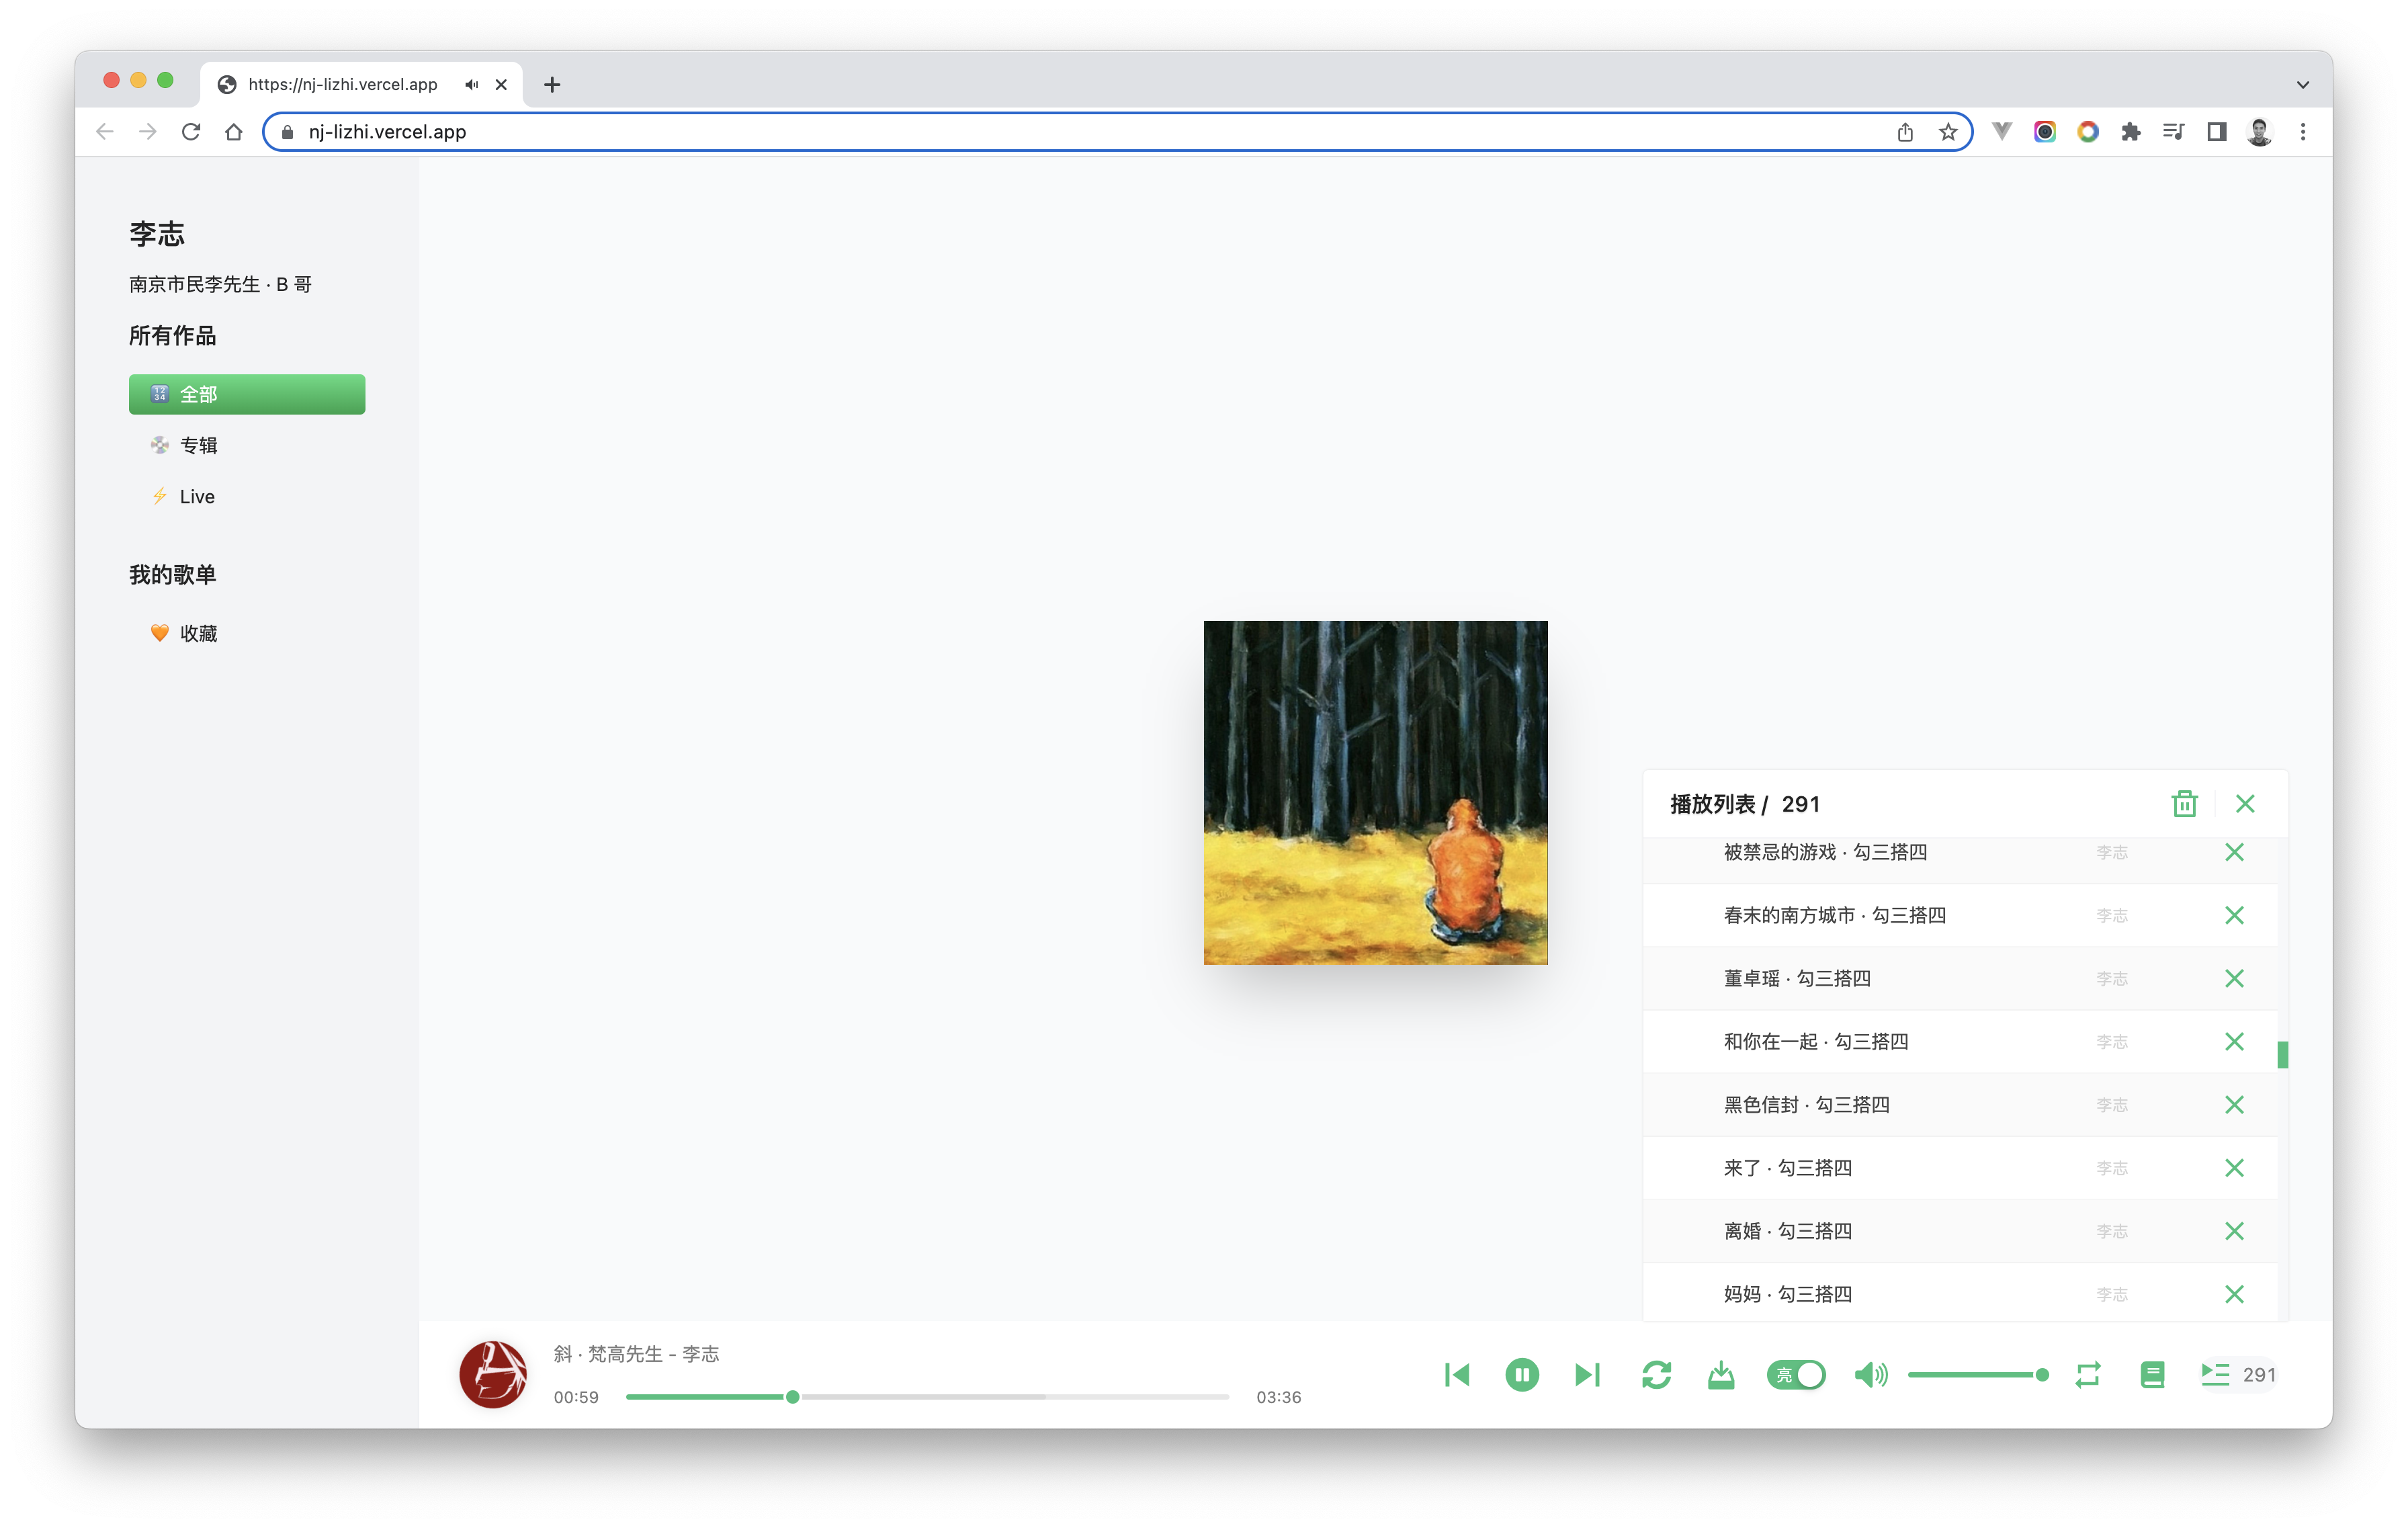 https://nj-lizhi.vercel.app
nj-lizhi.vercel.app
李志
南京市民李先生 · B 哥
所有作品
全部
专辑
Live
我的歌单
收藏
播放列表 / 291
被禁忌的游戏 · 勾三搭四 李志
春末的南方城市 · 勾三搭四 李志
董卓瑶 · 勾三搭四 李志
和你在一起 · 勾三搭四 李志
黑色信封 · 勾三搭四 李志
来了 · 勾三搭四 李志
离婚 · 勾三搭四 李志
妈妈 · 勾三搭四 李志
斜 · 梵高先生 - 李志
00:59 03:36
亮 291